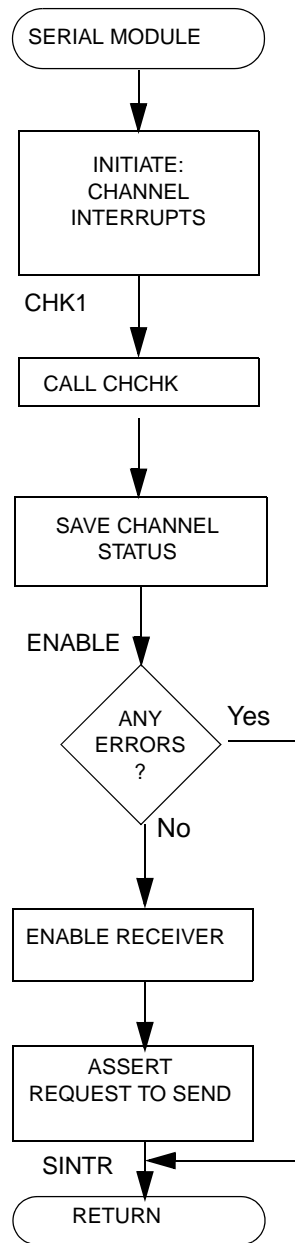 SERIAL MODULE
INITIATE:
CHANNEL
INTERRUPTS
CHK1
CALL CHCHK
SAVE CHANNEL
STATUS
ENABLE
ANY
ERRORS
?
Yes
No
ENABLE RECEIVER
ASSERT
REQUEST TO SEND
SINTR
RETURN